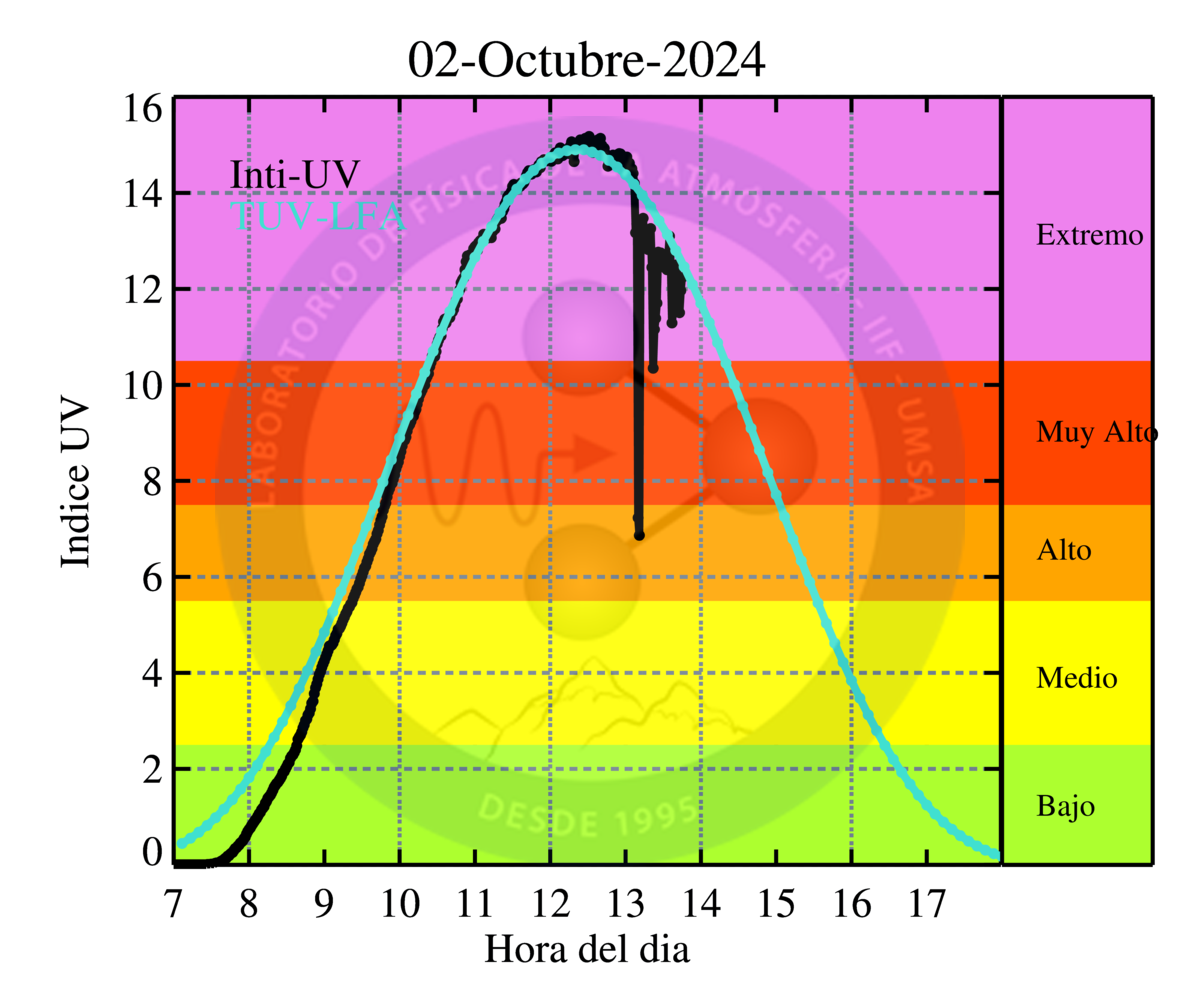 02-Octubre-2024
Inti-UV
TUV-LFA
LABORATORIO DE FÍSICA DE LA ATMÓSFERA - IIF - UMSA
DESDE 1995
Indice UV
16
14
12
10
8
6
4
2
0
7 8 9 10 11 12 13 14 15 16 17
Hora del dia
Extremo
Muy Alto
Alto
Medio
Bajo